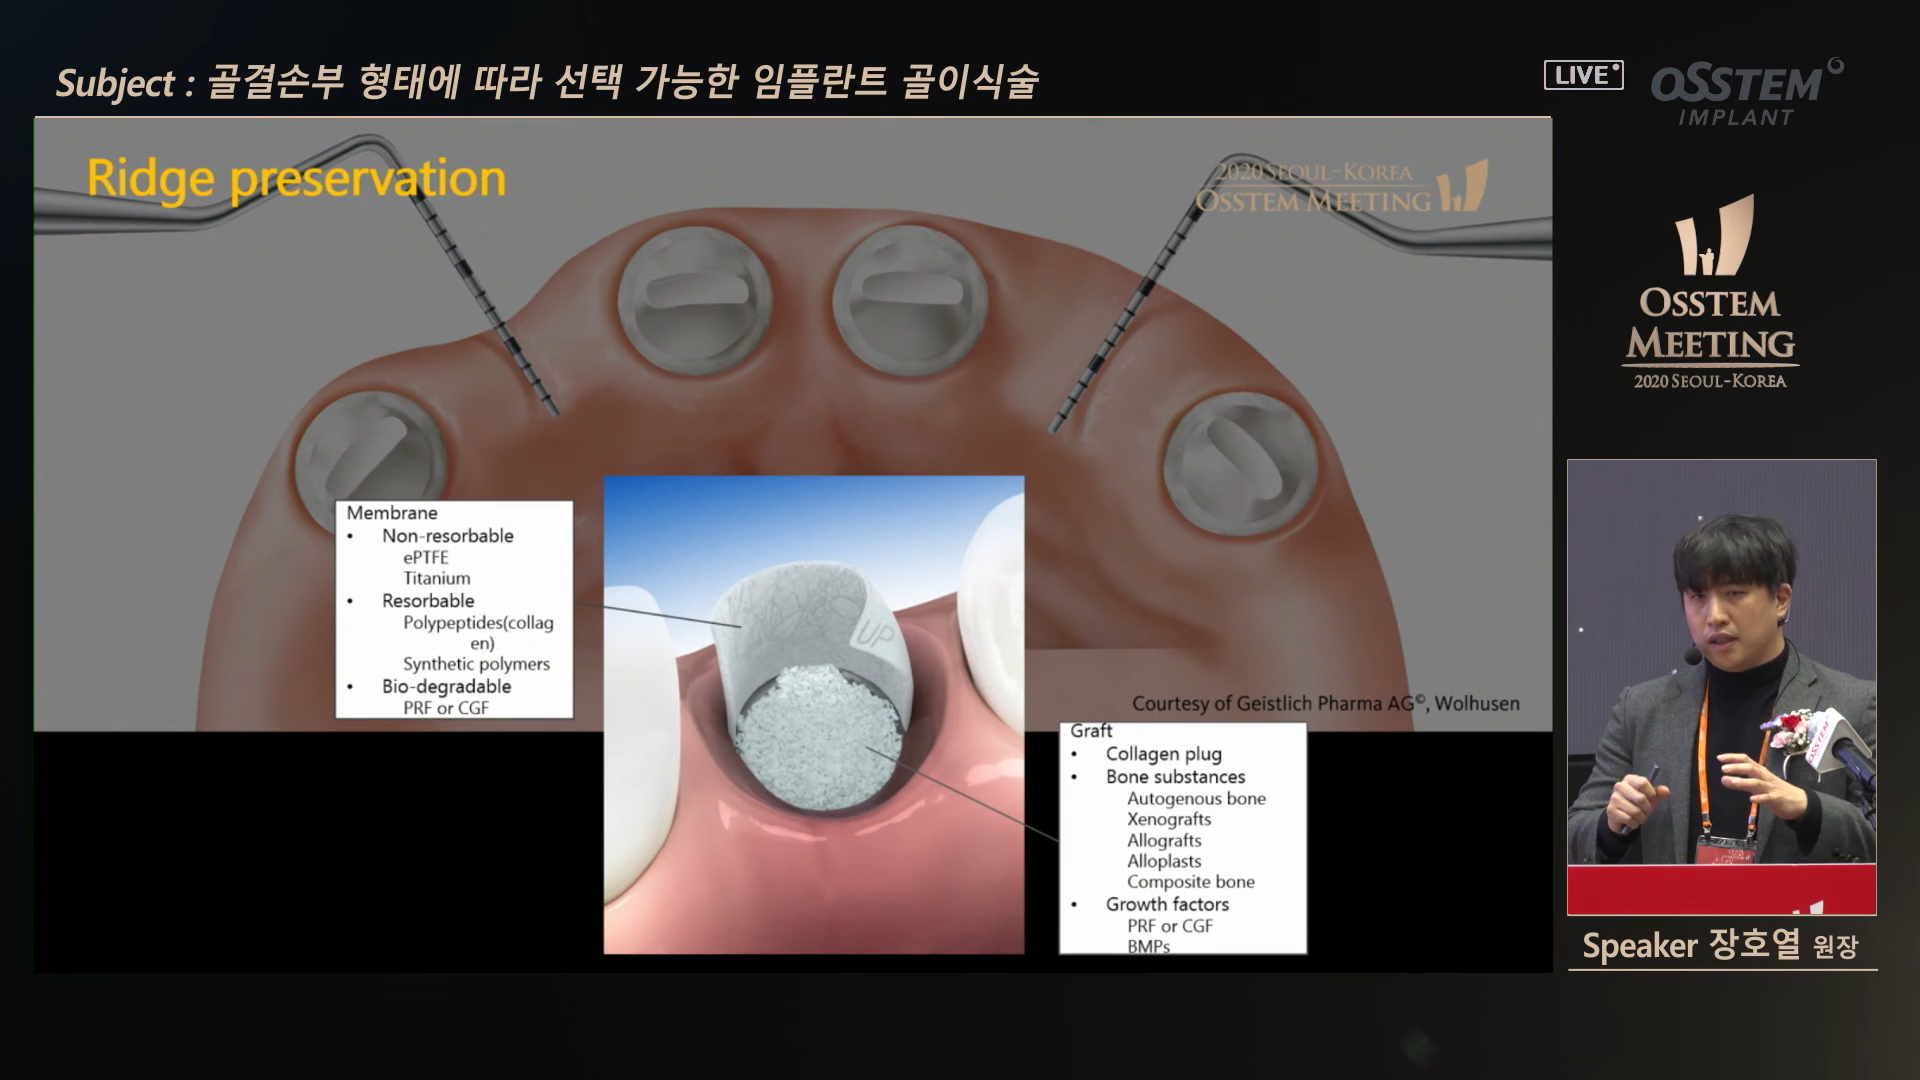 Subject : 골결손부 형태에 따라 선택 가능한 임플란트 골이식술
LIVE
OSSTEM
IMPLANT
Ridge preservation
2020 SEOUL-KOREA
OSSTEM MEETING
OSSTEM
MEETING
2020 SEOUL-KOREA
Membrane
• Non-resorbable
ePTFE
Titanium
• Resorbable
Polypeptides(collag
en)
Synthetic polymers
• Bio-degradable
PRF or CGF
UP
Courtesy of Geistlich Pharma AG©, Wolhusen
Graft
• Collagen plug
• Bone substances
Autogenous bone
Xenografts
Allografts
Alloplasts
Composite bone
• Growth factors
PRF or CGF
BMPs
OSSTEM
Speaker 장호열 원장